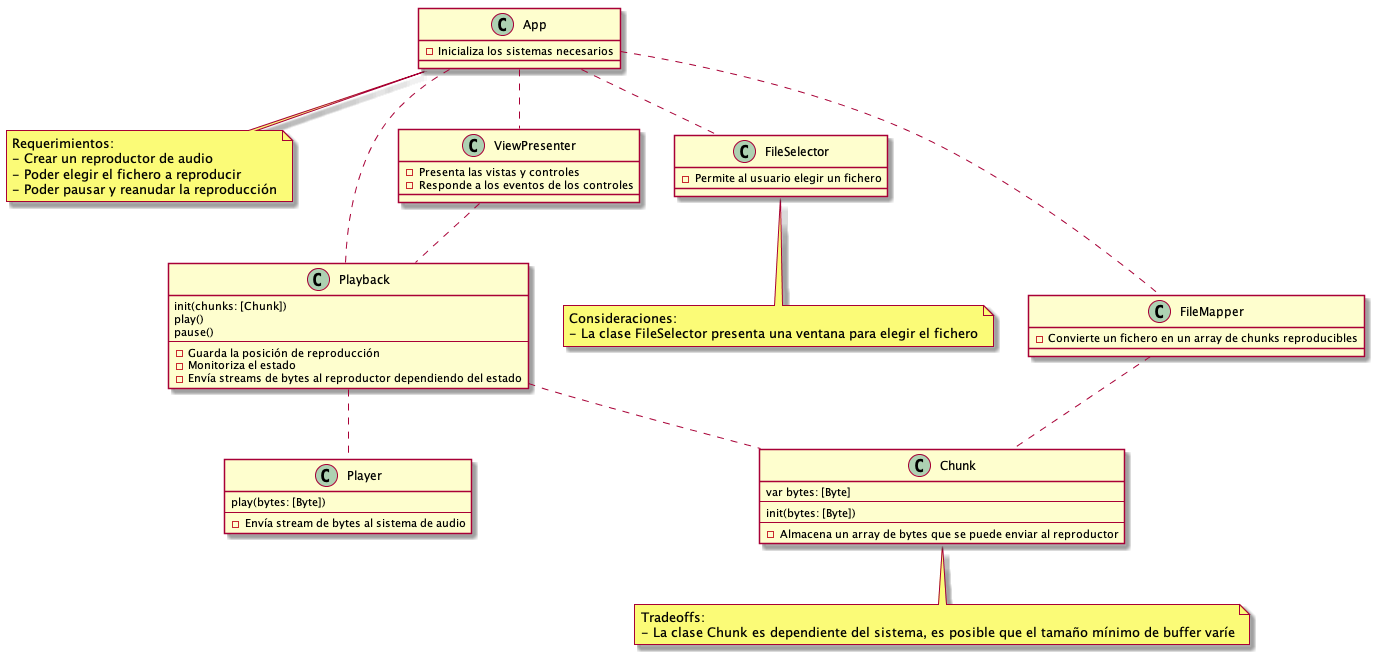 C App
Inicializa los sistemas necesarios
Requerimientos:
- Crear un reproductor de audio
- Poder elegir el fichero a reproducir
- Poder pausar y reanudar la reproducción
C ViewPresenter
Presenta las vistas y controles
Responde a los eventos de los controles
C FileSelector
Permite al usuario elegir un fichero
C Playback
init(chunks: [Chunk])
play()
pause()
Guarda la posición de reproducción
Monitoriza el estado
Envía streams de bytes al reproductor dependiendo del estado
Consideraciones:
- La clase FileSelector presenta una ventana para elegir el fichero
C FileMapper
Convierte un fichero en un array de chunks reproducibles
C Player
play(bytes: [Byte])
Envía stream de bytes al sistema de audio
C Chunk
var bytes: [Byte]
init(bytes: [Byte])
Almacena un array de bytes que se puede enviar al reproductor
Tradeoffs:
- La clase Chunk es dependiente del sistema, es posible que el tamaño mínimo de buffer varíe